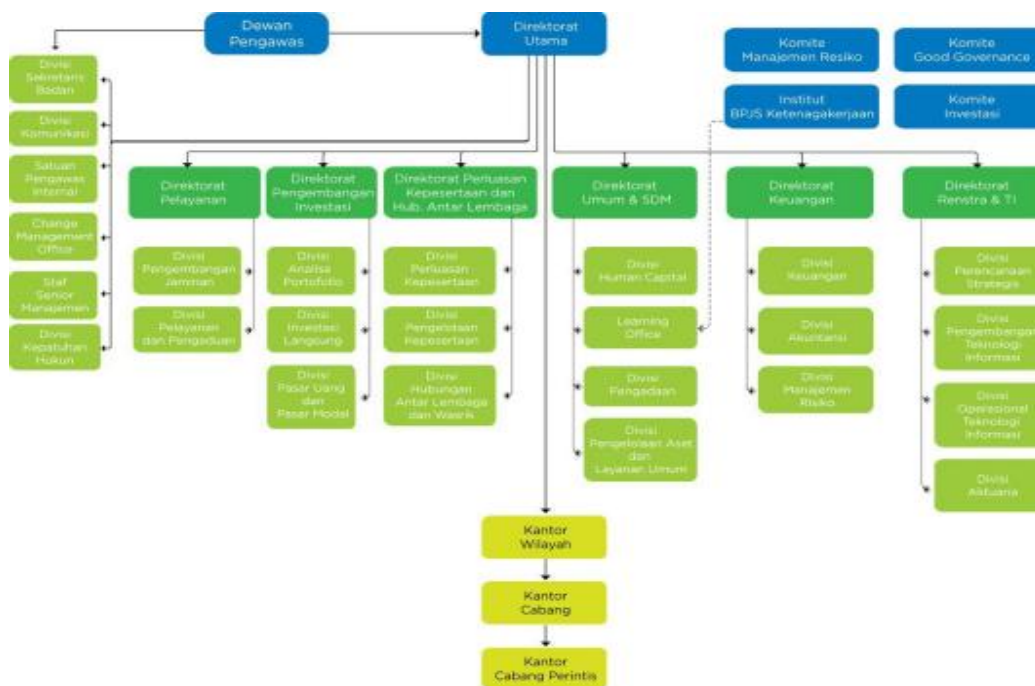 Dewan
Pengawas
Direktorat
Utama
Komite
Manajemen Resiko
Komite
Good Governance
Institut
BPJS Ketenagakerjaan
Komite
Investasi
Divisi
Sekretaris
Badan
Divisi
Komunikasi
Satuan
Pengawas
Internal
Change
Management
Office
Staf
Senior
Manajemen
Divisi
Kepatuhan
Hukun
Direktorat
Pelayanan
Direktorat
Pengembangan
Investasi
Direktorat Perluasan
Kepesertaan dan
Hub. Antar Lembaga
Direktorat
Umum & SDM
Direktorat
Keuangan
Direktorat
Renstra & TI
Divisi
Pengembangan
Jaminan
Divisi
Pelayanan
dan Pengaduan
Divisi
Analisa
Portofolio
Divisi
Investasi
Langsung
Divisi
Pasar Uang
dan
Pasar Modal
Divisi
Perluasan
Kepesertaan
Divisi
Pengelolaan
Kepesertaan
Divisi
Hubungan
Antar Lembaga
dan Wasrik
Divisi
Human Capital
Learning
Office
Divisi
Pengadaan
Divisi
Pengelolaan Aset
dan
Layanan Umum
Divisi
Keuangan
Divisi
Akuntansi
Divisi
Manajemen
Risiko
Divisi
Perencanaan
Strategis
Divisi
Pengembangan
Teknologi
Informasi
Divisi
Operasional
Teknologi
Informasi
Divisi
Aktuaria
Kantor
Wilayah
Kantor
Cabang
Kantor
Cabang Perintis